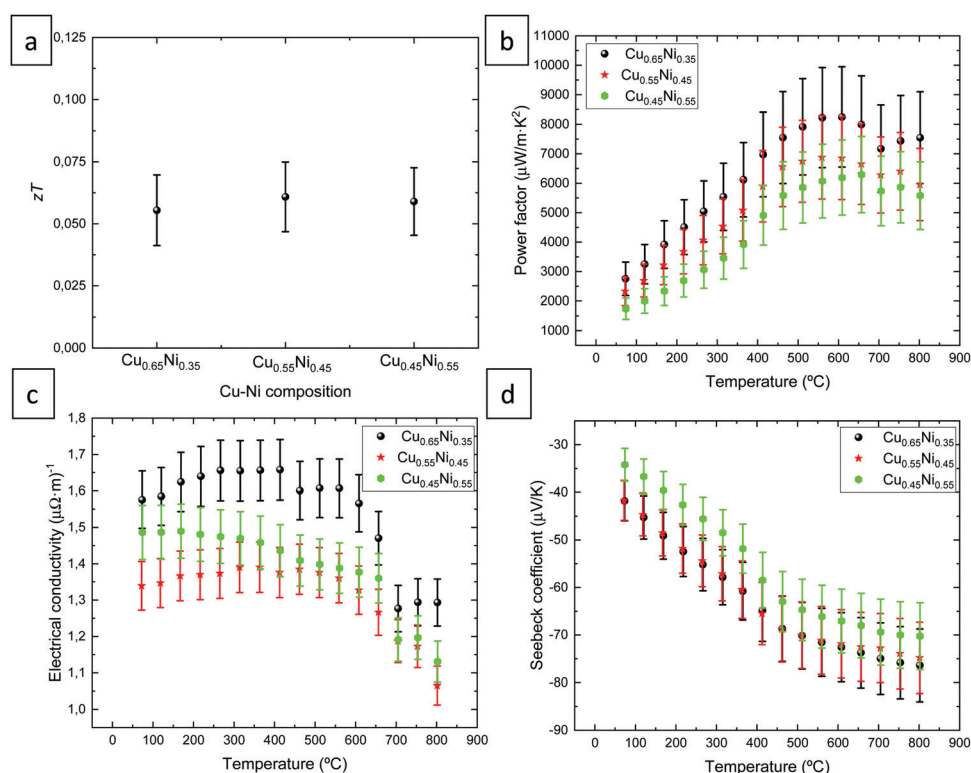 a
0,125
0,100
0,075
0,050
0,025
0,000
zT
Cu0.65Ni0.35
Cu0.55Ni0.45
Cu0.45Ni0.55
Cu-Ni composition
b
11000
10000
9000
8000
7000
6000
5000
4000
3000
2000
1000
Power factor (μW/m·K²)
Cu0.65Ni0.35
Cu0.55Ni0.45
Cu0.45Ni0.55
0 100 200 300 400 500 600 700 800 900
Temperature (ºC)
c
1,8
1,7
1,6
1,5
1,4
1,3
1,2
1,1
1,0
Electrical conductivity (μΩ·m)⁻¹
Cu0.65Ni0.35
Cu0.55Ni0.45
Cu0.45Ni0.55
0 100 200 300 400 500 600 700 800 900
Temperature (ºC)
d
-30
-40
-50
-60
-70
-80
-90
Seebeck coefficient (μV/K)
Cu0.65Ni0.35
Cu0.55Ni0.45
Cu0.45Ni0.55
0 100 200 300 400 500 600 700 800 900
Temperature (ºC)